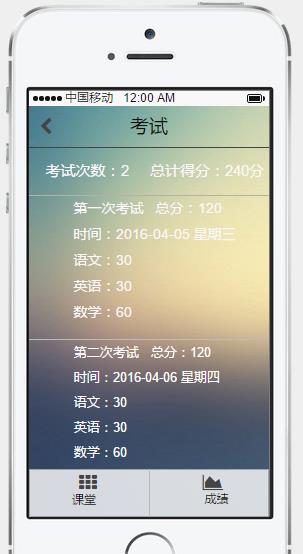 中国移动 12:00 AM
考试
考试次数：2 总计得分：240分
第一次考试 总分：120
时间：2016-04-05 星期三
语文：30
英语：30
数学：60
第二次考试 总分：120
时间：2016-04-06 星期四
语文：30
英语：30
数学：60
课堂 成绩